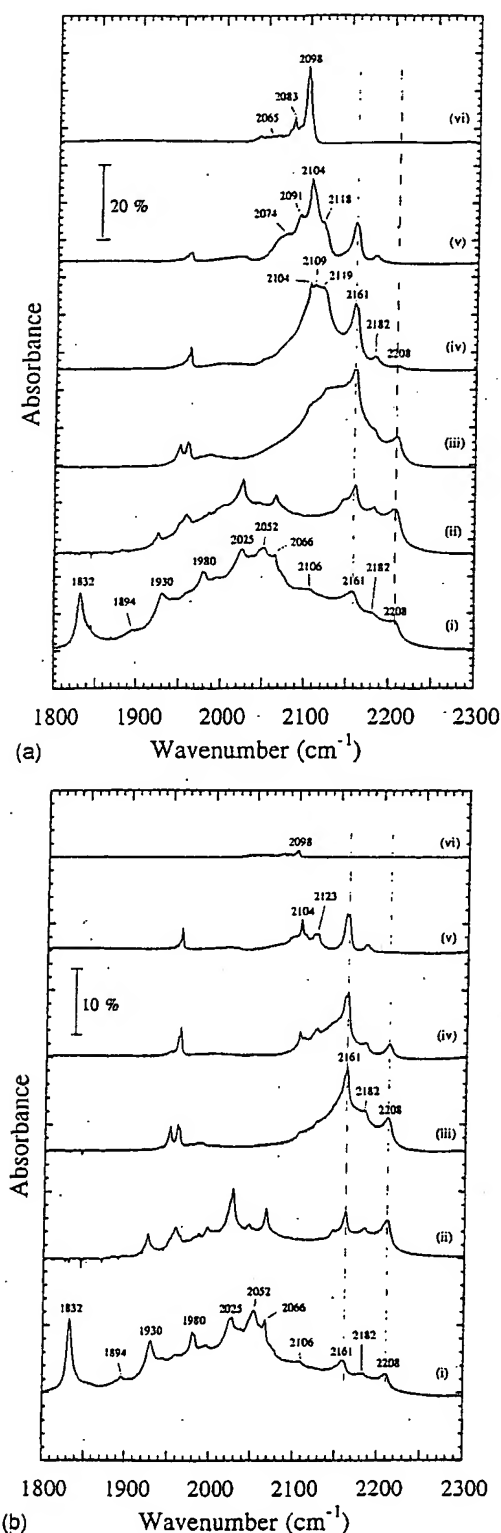 2098
2083
2065
(vi)
20 %
2104
2091
2118
2074
(v)
2109
2104
2119
2161
2182
2208
(iv)
(iii)
(ii)
2052
2025
2066
1832
1980
2106
2161
2182
1930
1894
2208
(i)
Absorbance
1800 1900 2000 2100 2200 2300
(a) Wavenumber (cm⁻¹)
2098
(vi)
2123
2104
(v)
10 %
(iv)
2161
2182
2208
(iii)
(ii)
2052
2025
2066
1832
1930
1980
2106
2161
2182
1894
2208
(i)
Absorbance
1800 1900 2000 2100 2200 2300
(b) Wavenumber (cm⁻¹)